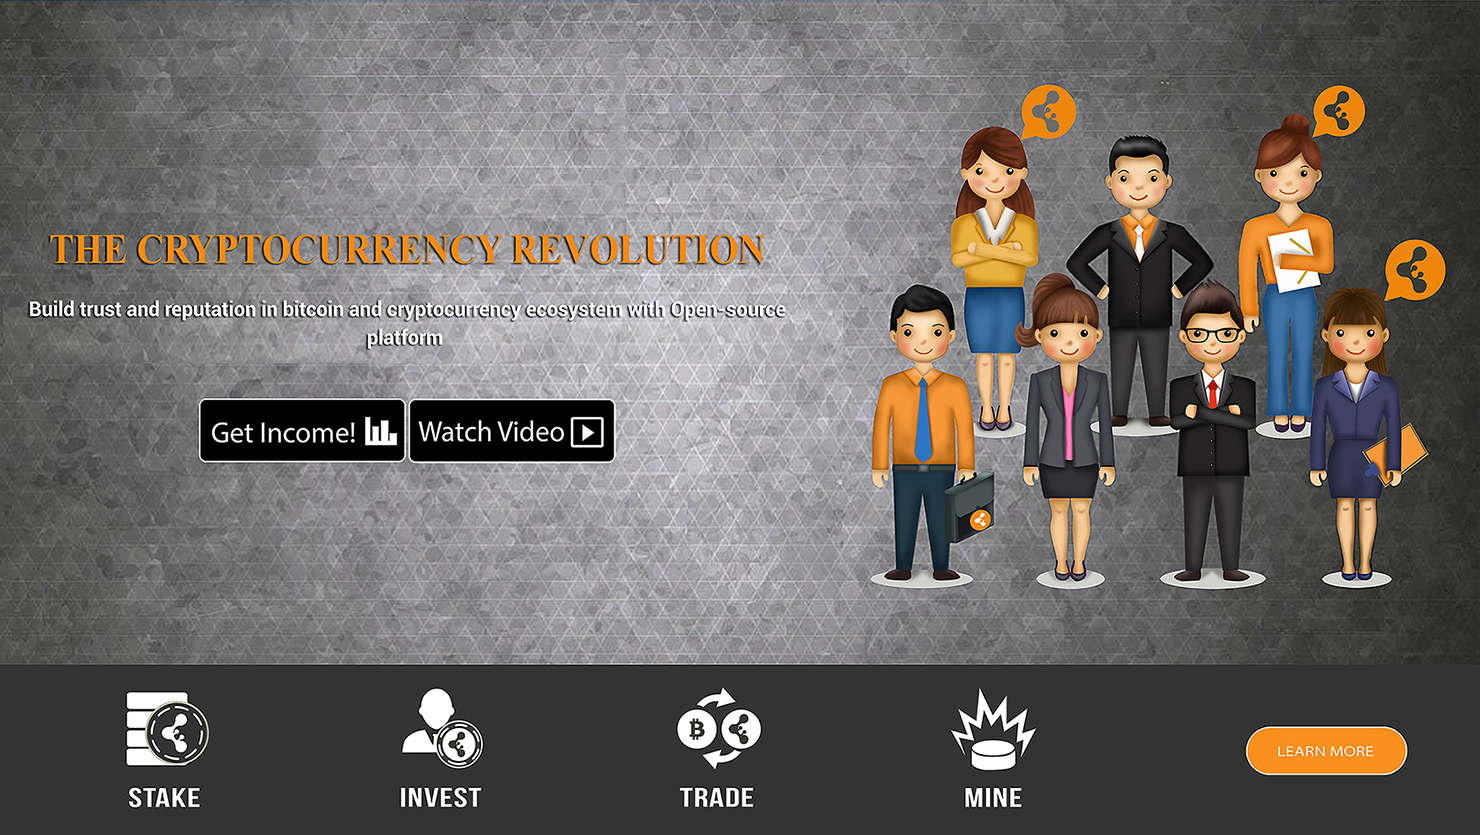 THE CRYPTOCURRENCY REVOLUTION
Build trust and reputation in bitcoin and cryptocurrency ecosystem with Open-source
platform
Get Income!
Watch Video
STAKE
INVEST
TRADE
MINE
LEARN MORE